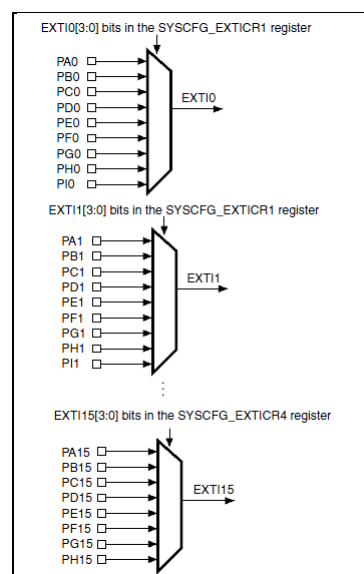 EXTI0[3:0] bits in the SYSCFG_EXTICR1 register
PA0
PB0
PC0
PD0
PE0
PF0
PG0
PH0
PI0
EXTI0
EXTI1[3:0] bits in the SYSCFG_EXTICR1 register
PA1
PB1
PC1
PD1
PE1
PF1
PG1
PH1
PI1
EXTI1
EXTI15[3:0] bits in the SYSCFG_EXTICR4 register
PA15
PB15
PC15
PD15
PE15
PF15
PG15
PH15
EXTI15